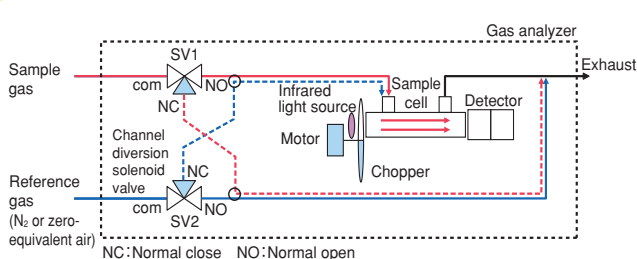 Gas analyzer
SV1
Exhaust
Sample
gas
com
NO
Infrared
light source
Sample
cell
Detector
NC
Motor
Channel
diversion
solenoid
valve
Chopper
NC
Reference
gas
(N₂ or zero-
equivalent air)
com
NO
SV2
NC：Normal close NO：Normal open